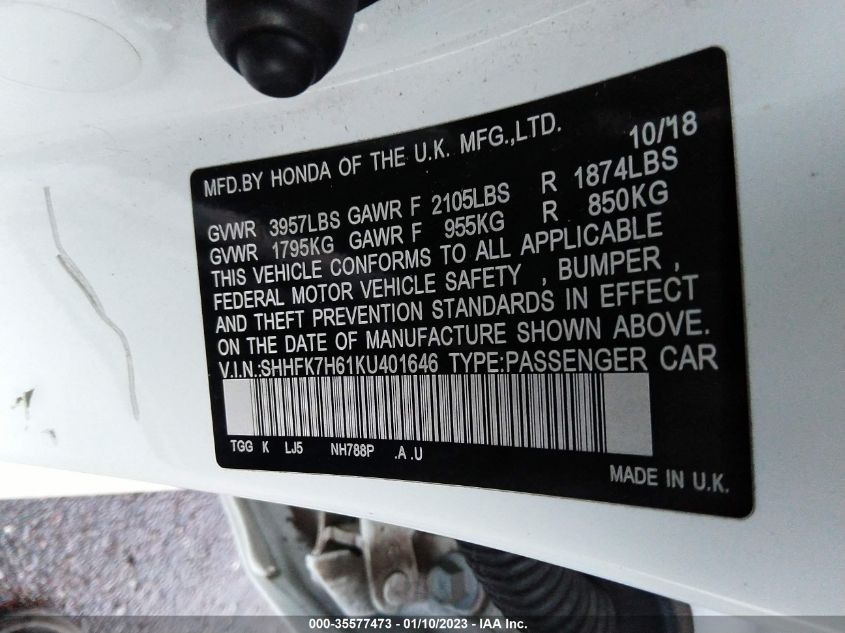 MFD.BY HONDA OF THE U.K. MFG.,LTD. 10/'18
GVWR 3957LBS GAWR F 2105LBS R 1874LBS
GVWR 1795KG GAWR F 955KG R 850KG
THIS VEHICLE CONFORMS TO ALL APPLICABLE
FEDERAL MOTOR VEHICLE SAFETY , BUMPER ,
AND THEFT PREVENTION STANDARDS IN EFFECT
ON THE DATE OF MANUFACTURE SHOWN ABOVE.
V.I.N.:SHHFK7H61KU401646 TYPE:PASSENGER CAR
TGG K LJ5 NH788P .A .U
MADE IN U.K.
000-35577473 - 01/10/2023 - IAA Inc.